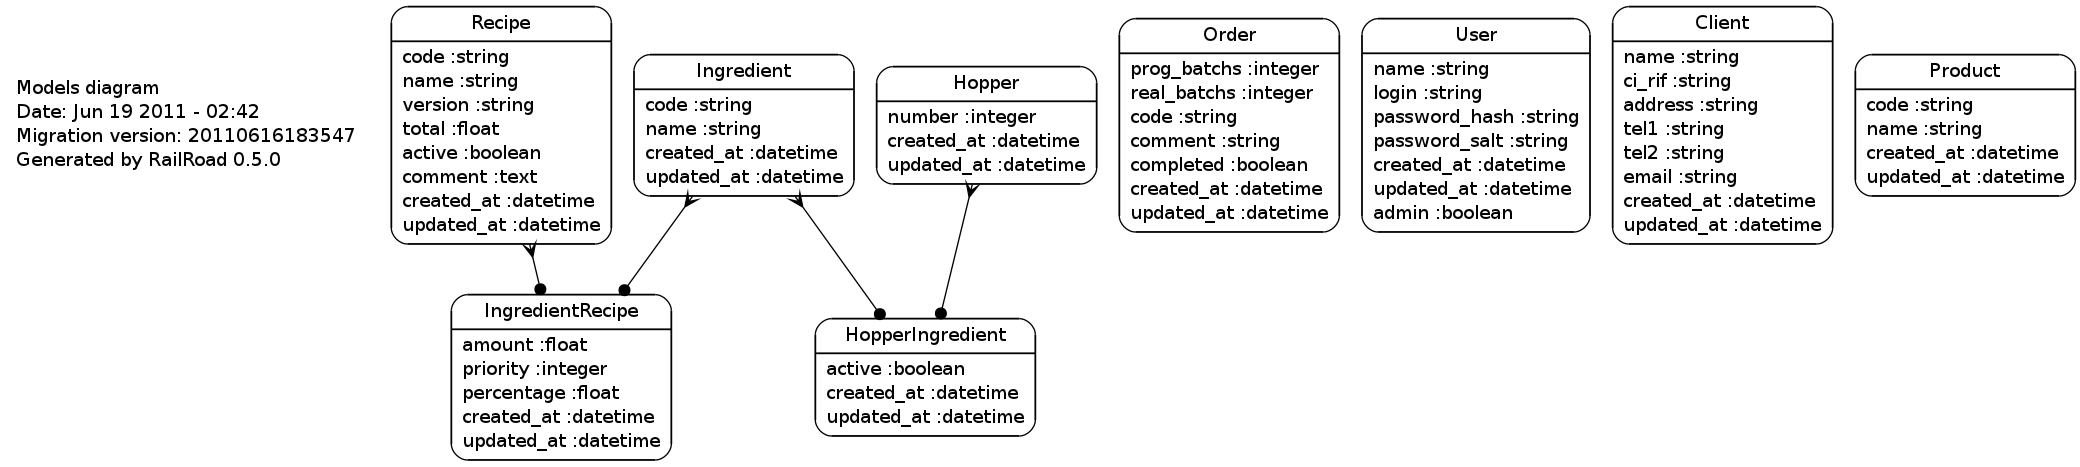 Models diagram
Date: Jun 19 2011 - 02:42
Migration version: 20110616183547
Generated by RailRoad 0.5.0
Recipe
code :string
name :string
version :string
total :float
active :boolean
comment :text
created_at :datetime
updated_at :datetime
Ingredient
code :string
name :string
created_at :datetime
updated_at :datetime
Hopper
number :integer
created_at :datetime
updated_at :datetime
Order
prog_batchs :integer
real_batchs :integer
code :string
comment :string
completed :boolean
created_at :datetime
updated_at :datetime
User
name :string
login :string
password_hash :string
password_salt :string
created_at :datetime
updated_at :datetime
admin :boolean
Client
name :string
ci_rif :string
address :string
tel1 :string
tel2 :string
email :string
created_at :datetime
updated_at :datetime
Product
code :string
name :string
created_at :datetime
updated_at :datetime
IngredientRecipe
amount :float
priority :integer
percentage :float
created_at :datetime
updated_at :datetime
HopperIngredient
active :boolean
created_at :datetime
updated_at :datetime